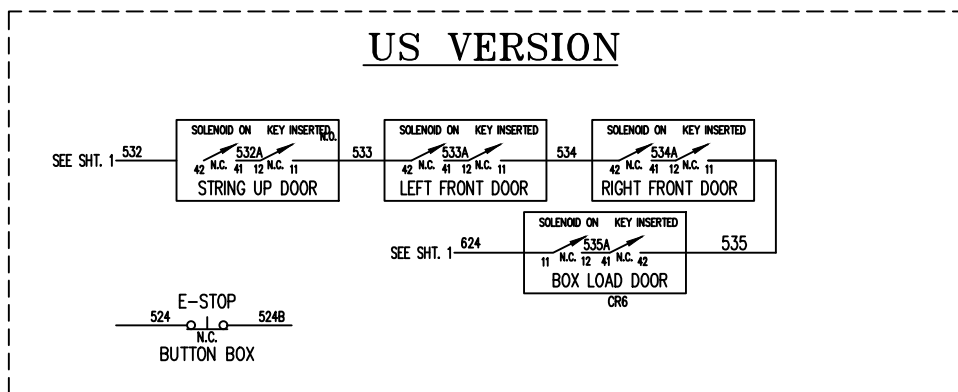 US VERSION
SOLENOID ON KEY INSERTED N.O.
SEE SHT. 1 532 532A 533
42 N.C. 41 12 N.C. 11
STRING UP DOOR
SOLENOID ON KEY INSERTED
533A 534
42 N.C. 41 12 N.C. 11
LEFT FRONT DOOR
SOLENOID ON KEY INSERTED
534A
42 N.C. 41 12 N.C. 11
RIGHT FRONT DOOR
SOLENOID ON KEY INSERTED
SEE SHT. 1 624 535A 535
11 N.C. 12 41 N.C. 42
BOX LOAD DOOR
CR6
E-STOP
524 524B
N.C.
BUTTON BOX